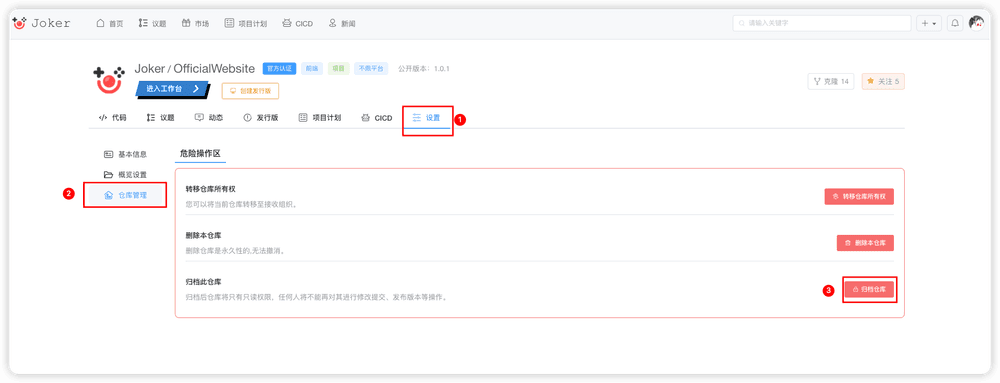 Joker 首页 议题 市场 项目计划 CICD 新闻 请输入关键字
Joker / OfficialWebsite 官方认证 前端 项目 不限平台 公开版本: 1.0.1
进入工作台 创建发行版 克隆 14 关注 5
代码 议题 动态 发行版 项目计划 CICD 设置 1
基本信息
概览设置
2 仓库管理
危险操作区
转移仓库所有权
您可以将当前仓库转移至接收组织。
转移仓库所有权
删除本仓库
删除仓库是永久性的,无法撤消。
删除本仓库
归档此仓库
归档后仓库将只有只读权限，任何人将不能再对其进行修改提交、发布版本等操作。
3 归档仓库